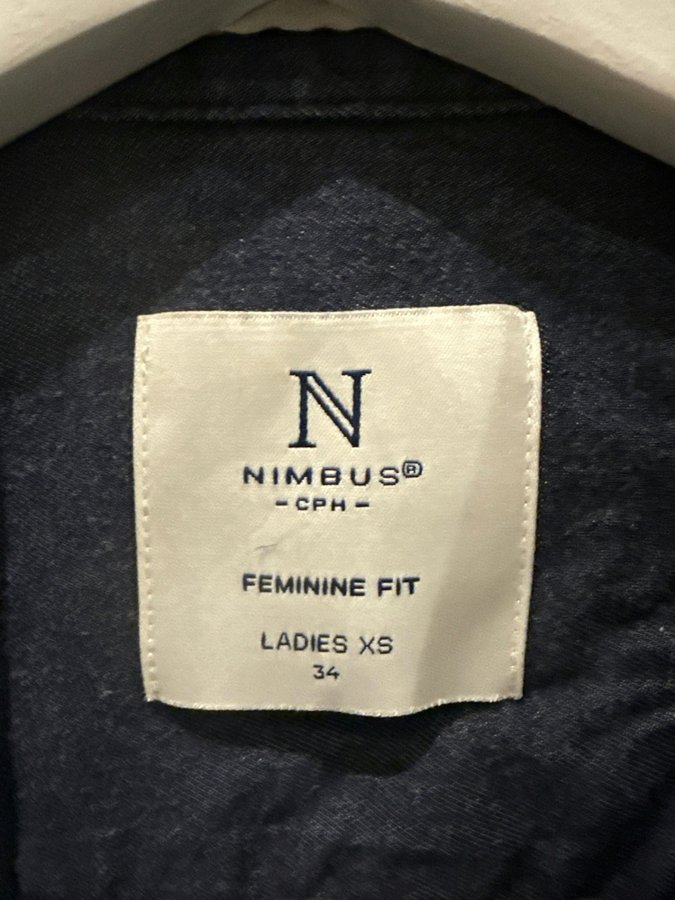 N
NIMBUS®
- CPH -
FEMININE FIT
LADIES XS
34